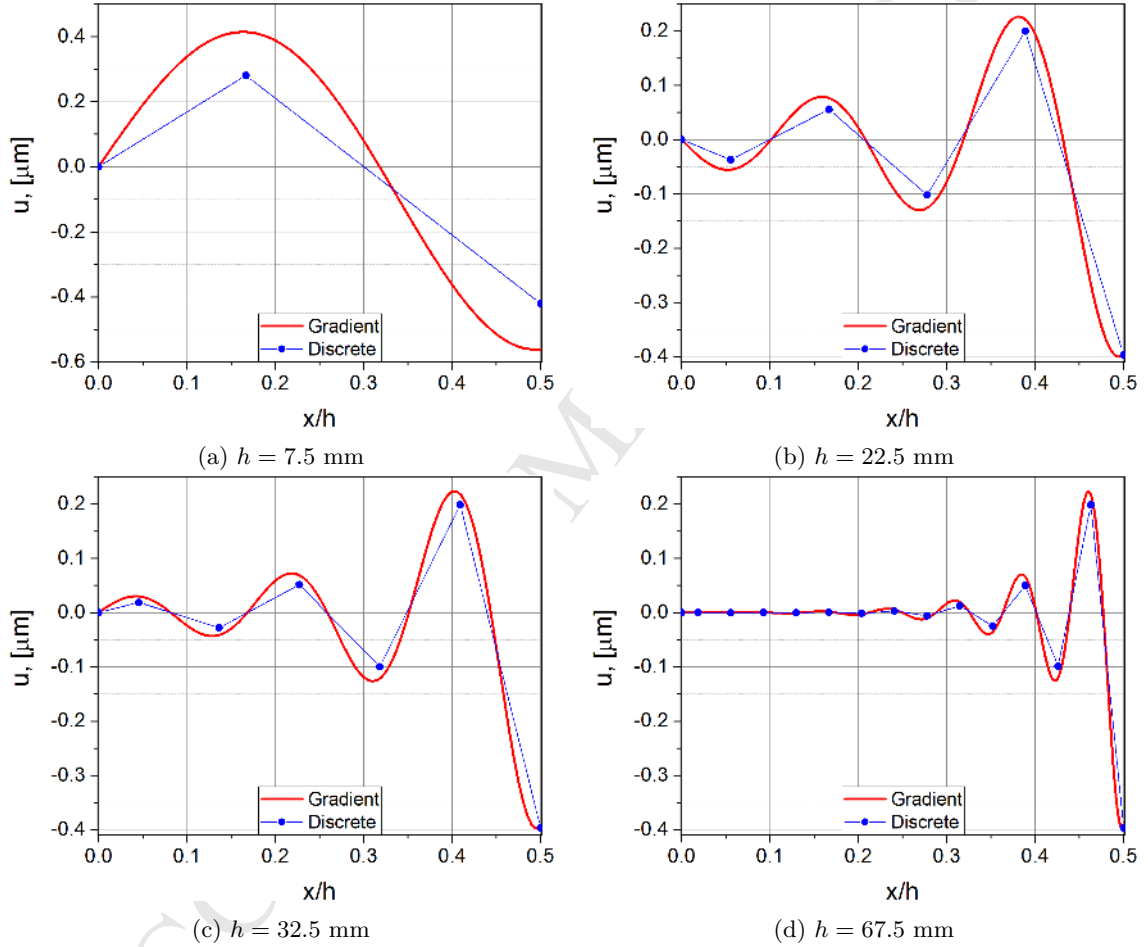 0.4
0.2
0.0
-0.2
-0.4
-0.6
u, [μm]
Gradient
Discrete
0.0 0.1 0.2 0.3 0.4 0.5
x/h
(a) h = 7.5 mm
0.2
0.1
0.0
-0.1
-0.2
-0.3
-0.4
u, [μm]
Gradient
Discrete
0.0 0.1 0.2 0.3 0.4 0.5
x/h
(b) h = 22.5 mm
0.2
0.1
0.0
-0.1
-0.2
-0.3
-0.4
u, [μm]
Gradient
Discrete
0.0 0.1 0.2 0.3 0.4 0.5
x/h
(c) h = 32.5 mm
0.2
0.1
0.0
-0.1
-0.2
-0.3
-0.4
u, [μm]
Gradient
Discrete
0.0 0.1 0.2 0.3 0.4 0.5
x/h
(d) h = 67.5 mm
M